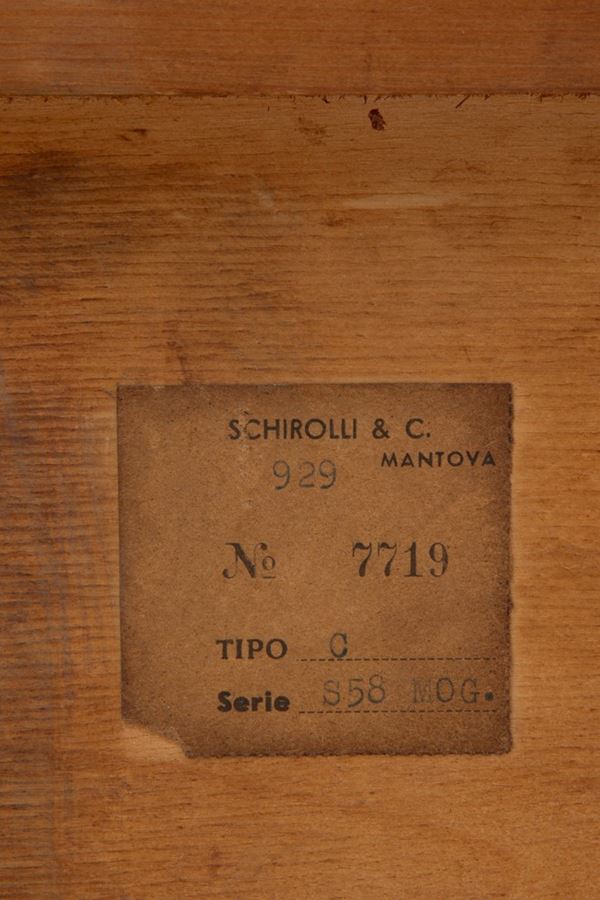 SCHIROLLI & C.
MANTOVA
929
No 7719
TIPO C
Serie S58 MOG.